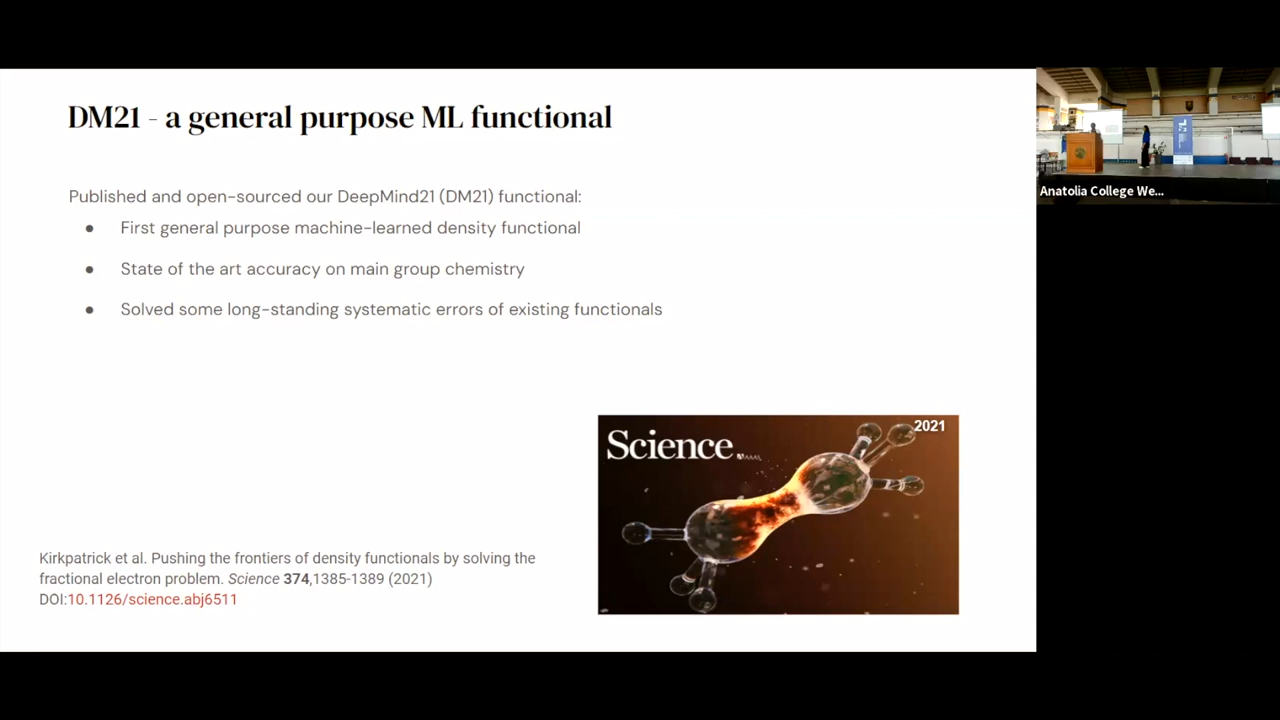 DM21 - a general purpose ML functional
Published and open-sourced our DeepMind21 (DM21) functional:
● First general purpose machine-learned density functional
● State of the art accuracy on main group chemistry
● Solved some long-standing systematic errors of existing functionals
Science
2021
Kirkpatrick et al. Pushing the frontiers of density functionals by solving the
fractional electron problem. Science 374,1385-1389 (2021)
DOI:10.1126/science.abj6511
Anatolia College We...